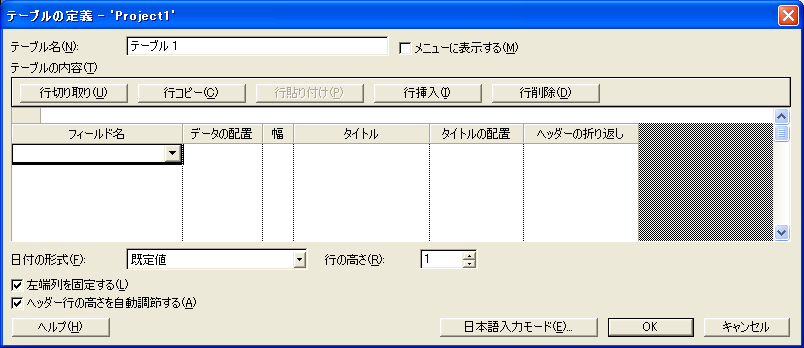 テーブルの定義 - 'Project1'
テーブル名(N): テーブル 1 メニューに表示する(M)
テーブルの内容(T)
行切り取り(U) 行コピー(C) 行貼り付け(P) 行挿入(I) 行削除(D)
フィールド名 データの配置 幅 タイトル タイトルの配置 ヘッダーの折り返し
日付の形式(F): 既定値 行の高さ(R): 1
左端列を固定する(L)
ヘッダー行の高さを自動調節する(A)
ヘルプ(H) 日本語入力モード(E)... OK キャンセル